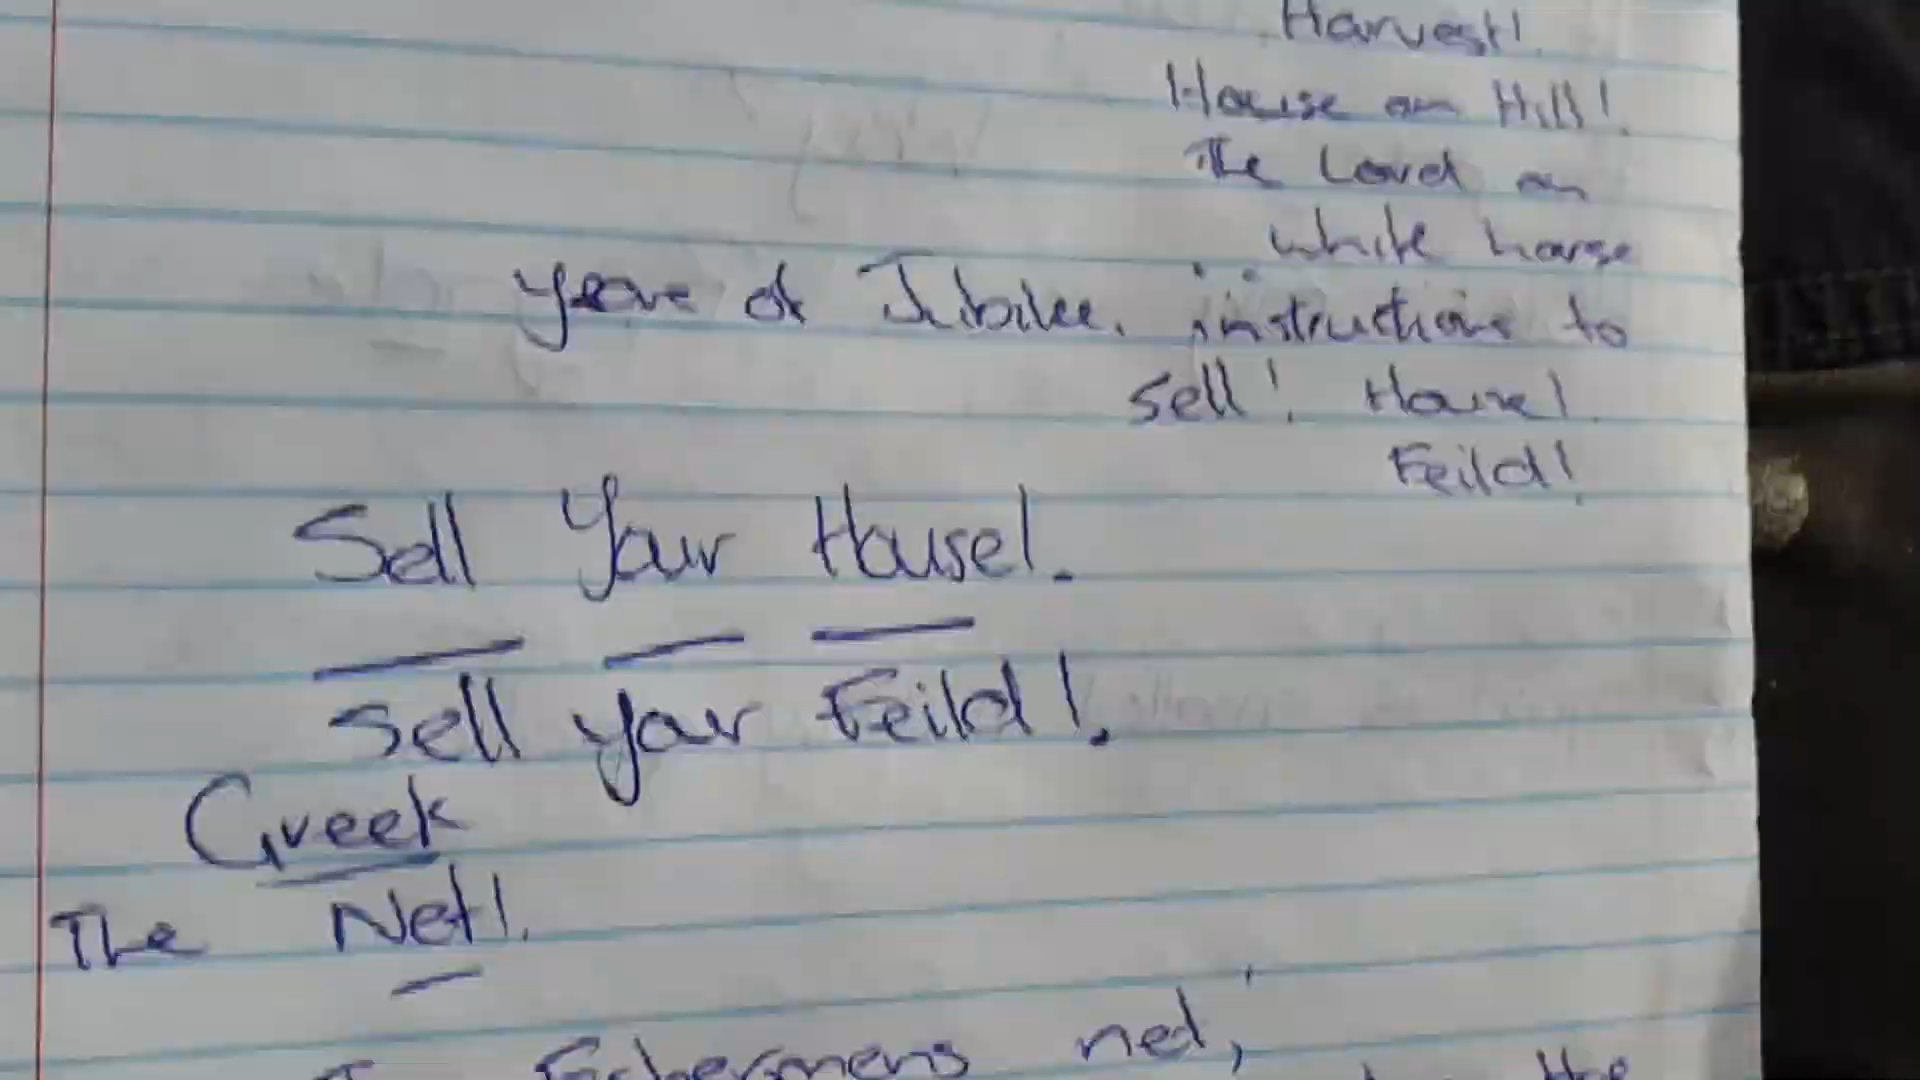 Harvest!
House on Hill!
The Lord on
white horse
year of Jubilee. instructions to
sell! House!
Feild!
Sell Your House!.
sell your Feild!.
Greek
The Net!.
Fishermens net,
the